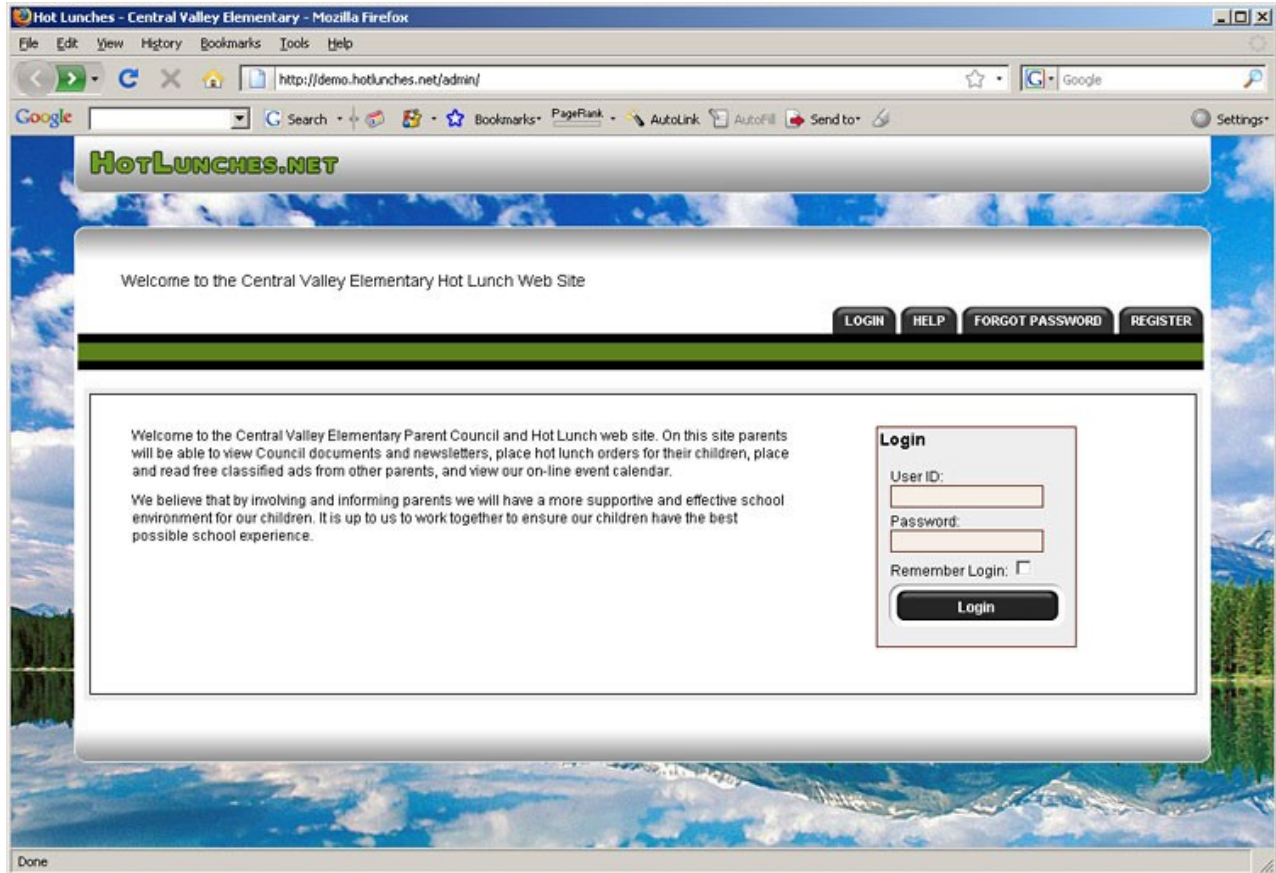 Hot Lunches - Central Valley Elementary - Mozilla Firefox
File Edit View History Bookmarks Tools Help
http://demo.hotlunches.net/admin/
G Google
Google G Search Bookmarks PageRank AutoLink AutoFill Send to Settings
HotLunches.net
Welcome to the Central Valley Elementary Hot Lunch Web Site
LOGIN HELP FORGOT PASSWORD REGISTER
Welcome to the Central Valley Elementary Parent Council and Hot Lunch web site. On this site parents
will be able to view Council documents and newsletters, place hot lunch orders for their children, place
and read free classified ads from other parents, and view our on-line event calendar.
We believe that by involving and informing parents we will have a more supportive and effective school
environment for our children. It is up to us to work together to ensure our children have the best
possible school experience.
Login
User ID:
Password:
Remember Login:
Login
Done